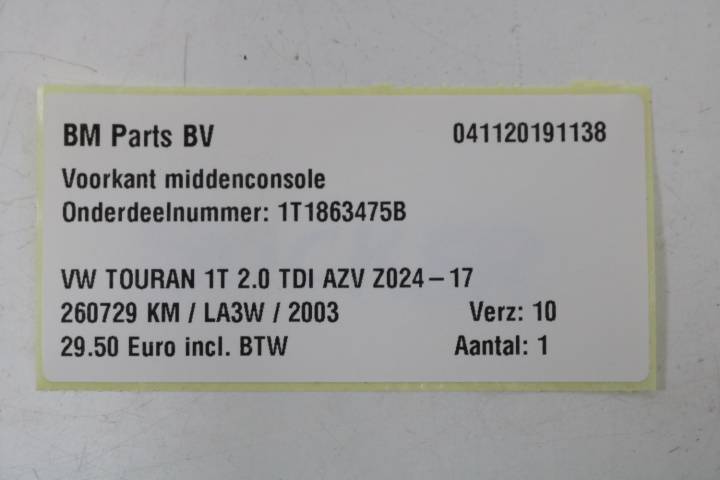 BM Parts BV 041120191138
Voorkant middenconsole
Onderdeelnummer: 1T1863475B
VW TOURAN 1T 2.0 TDI AZV Z024-17
260729 KM / LA3W / 2003 Verz: 10
29.50 Euro incl. BTW Aantal: 1